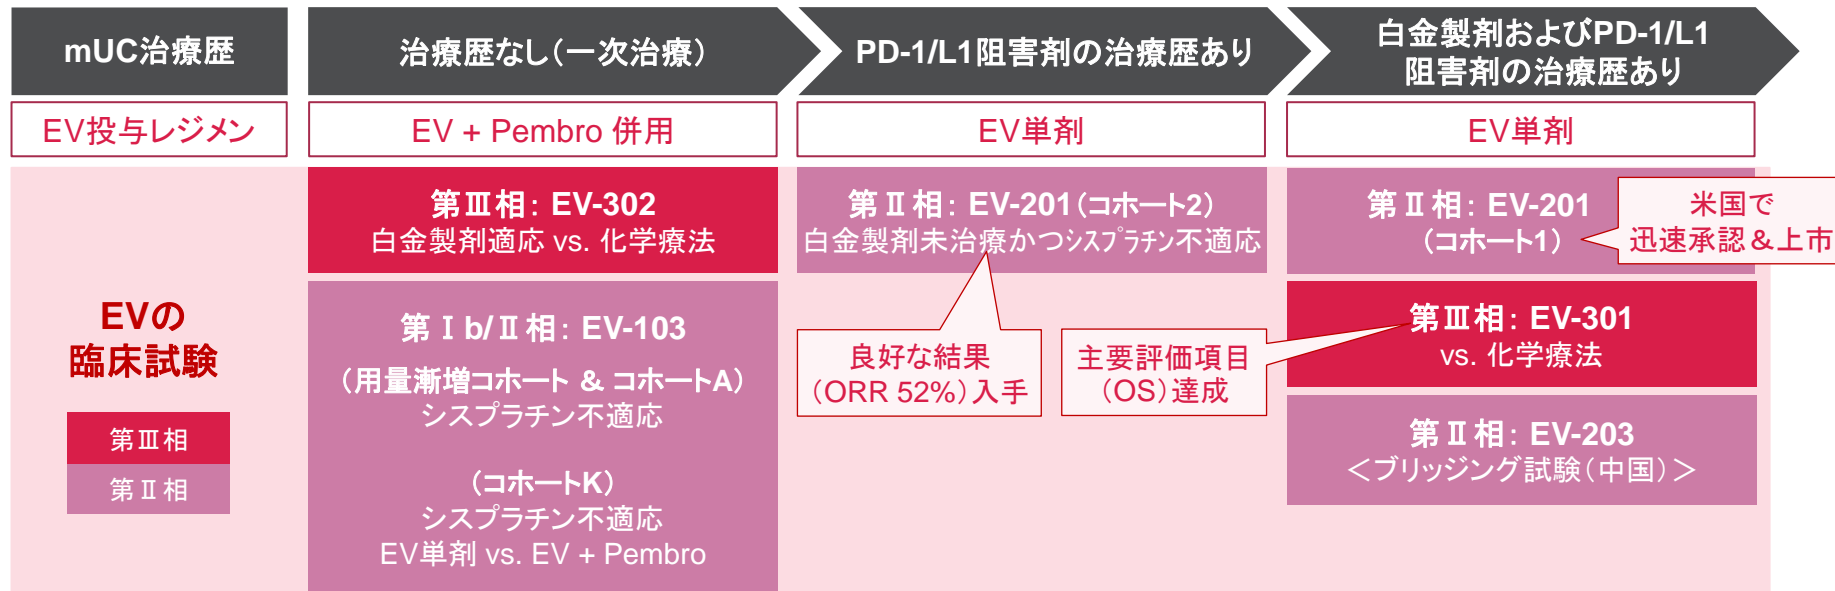 mUC治療歴
治療歴なし（一次治療）
PD-1/L1阻害剤の治療歴あり
白金製剤およびPD-1/L1
阻害剤の治療歴あり
EV投与レジメン
EV + Pembro 併用
EV単剤
EV単剤
EVの
臨床試験
第Ⅲ相
第Ⅱ相
第Ⅲ相： EV-302
白金製剤適応 vs. 化学療法
第Ⅰb/Ⅱ相： EV-103
（用量漸増コホート & コホートA）
シスプラチン不適応
（コホートK）
シスプラチン不適応
EV単剤 vs. EV + Pembro
第Ⅱ相： EV-201（コホート2）
白金製剤未治療かつｼｽﾌﾟﾗﾁﾝ不適応
良好な結果
（ORR 52%）入手
第Ⅱ相： EV-201
（コホート1）
米国で
迅速承認＆上市
第Ⅲ相： EV-301
vs. 化学療法
主要評価項目
（OS）達成
第Ⅱ相： EV-203
＜ブリッジング試験（中国）＞